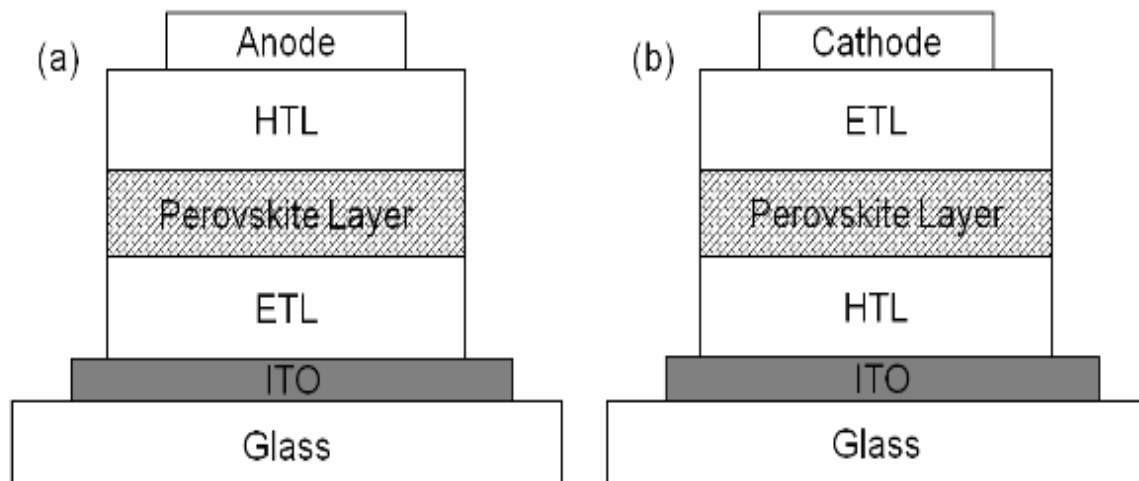 (a)
Anode
HTL
Perovskite Layer
ETL
ITO
Glass
(b)
Cathode
ETL
Perovskite Layer
HTL
ITO
Glass